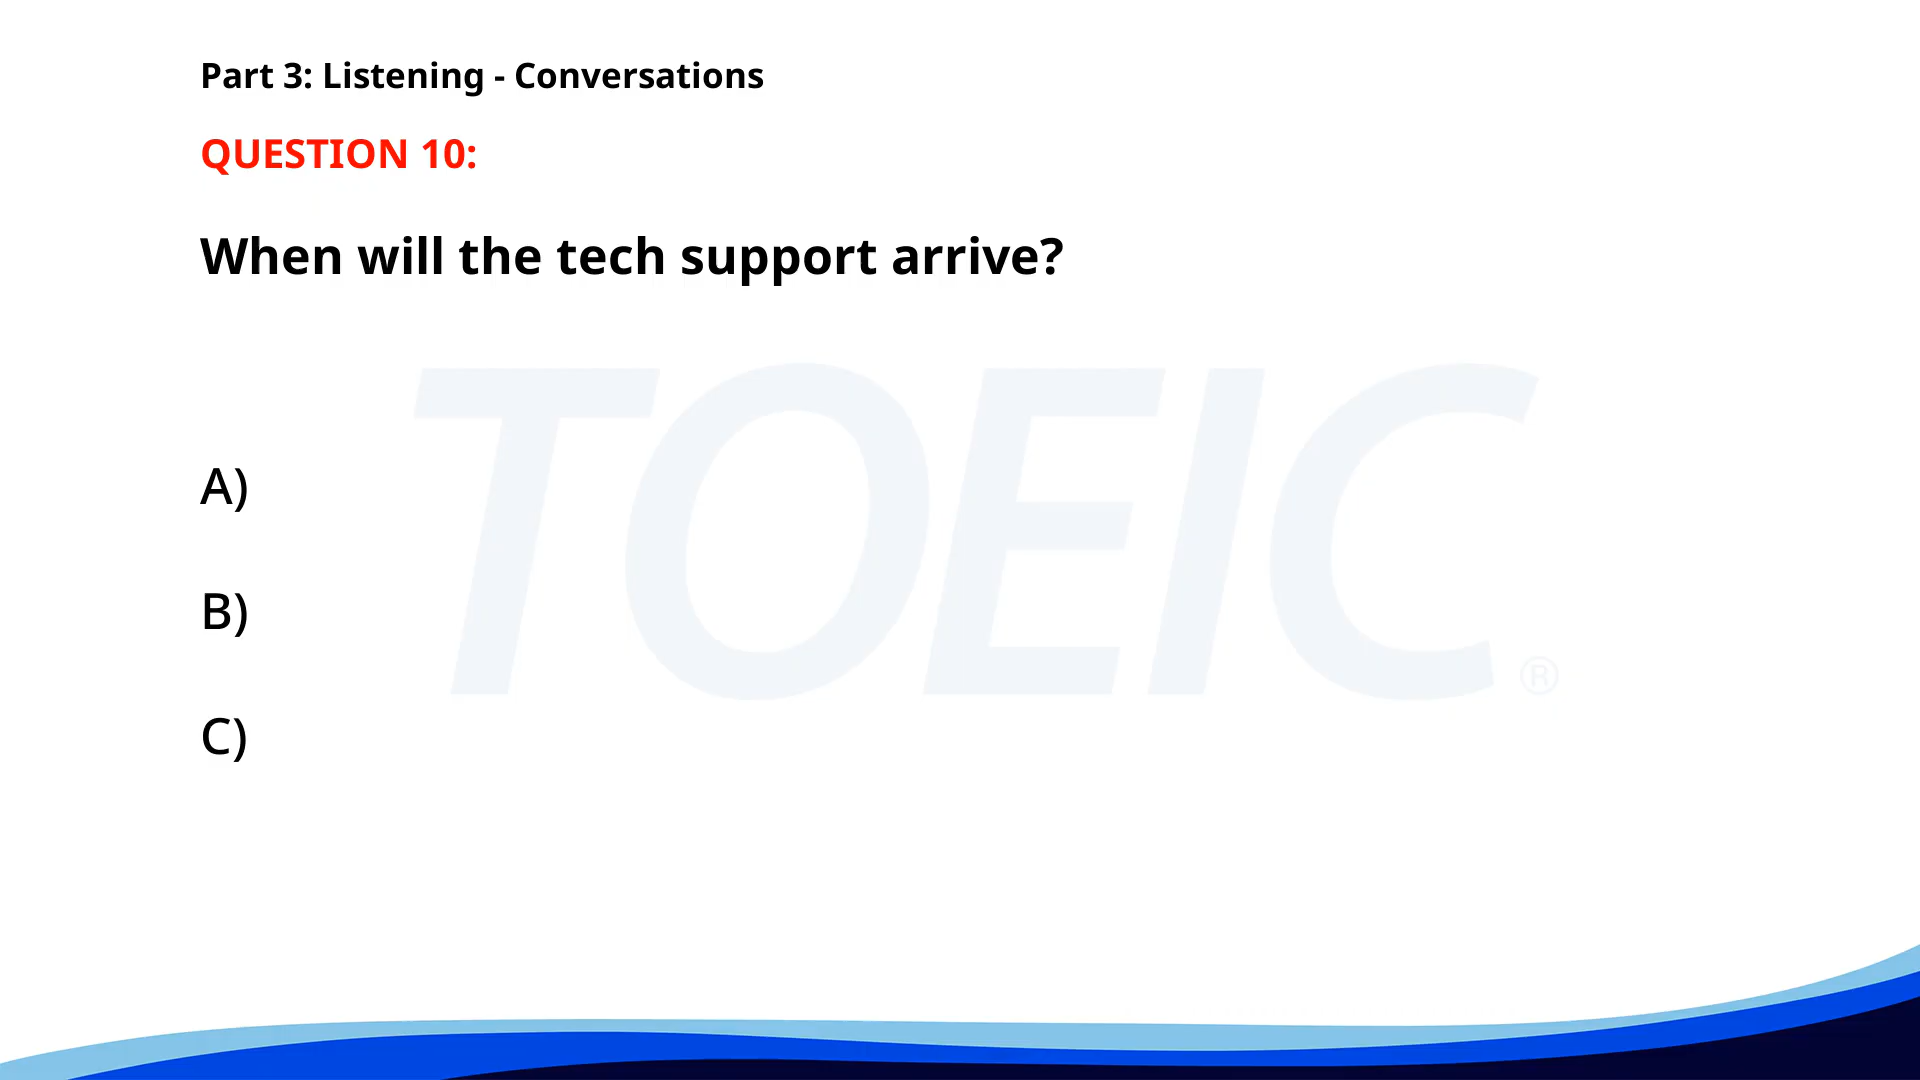 Part 3: Listening - Conversations
QUESTION 10:
When will the tech support arrive?
TOEIC®
A)
B)
C)